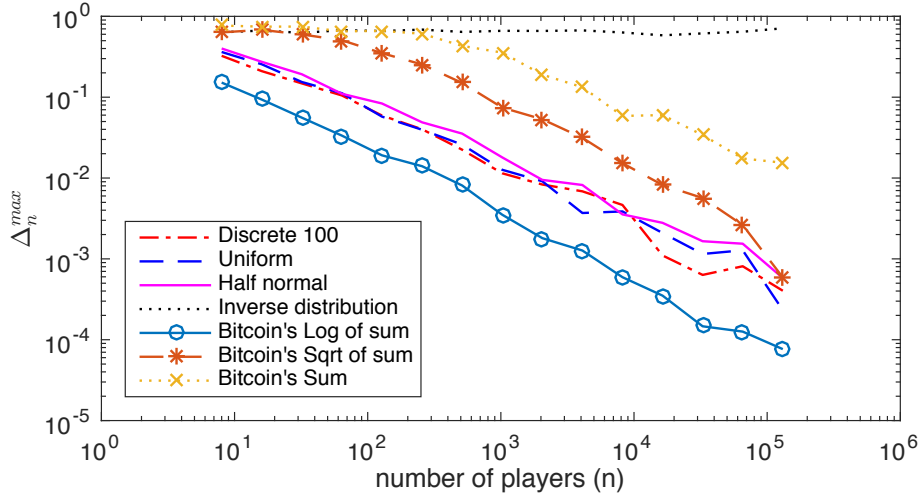 10^0
10^-1
10^-2
10^-3
10^-4
10^-5
Δ_n^max
Discrete 100
Uniform
Half normal
Inverse distribution
Bitcoin's Log of sum
Bitcoin's Sqrt of sum
Bitcoin's Sum
10^0 10^1 10^2 10^3 10^4 10^5 10^6
number of players (n)